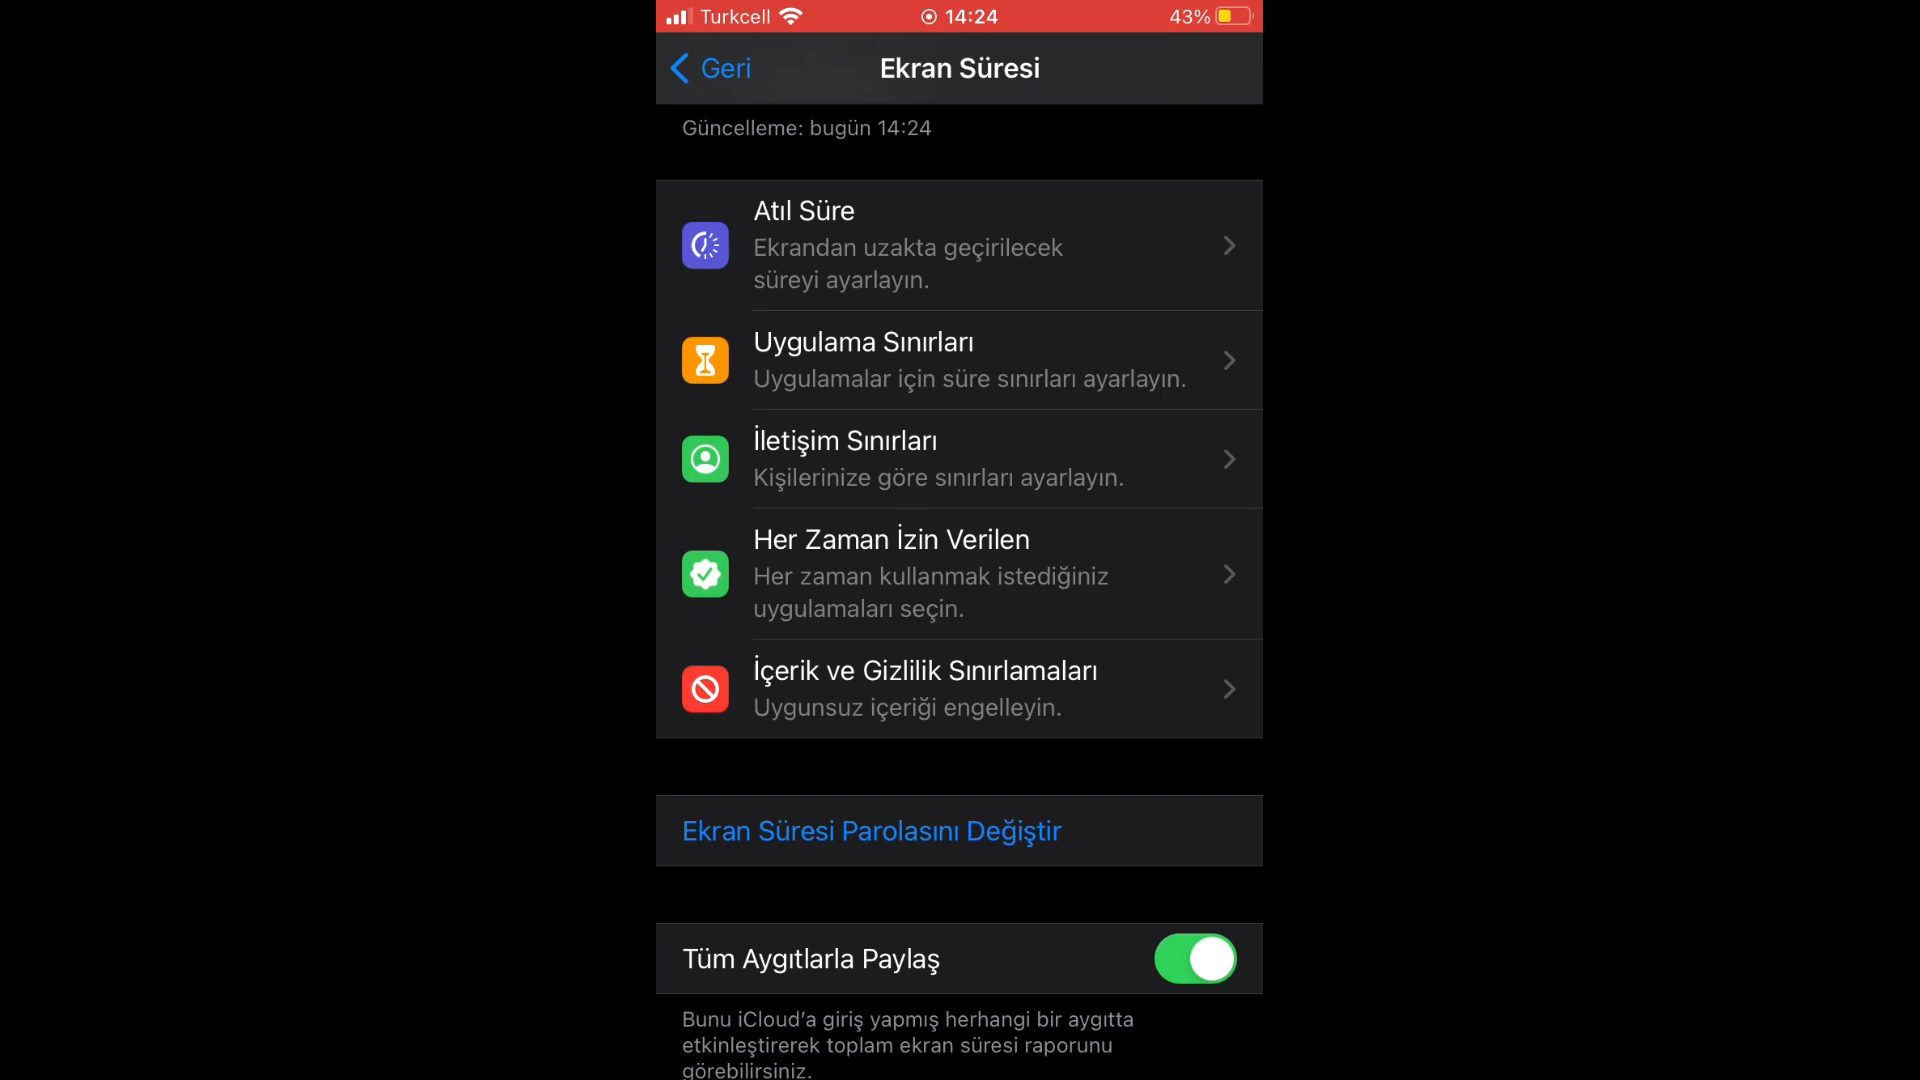 Turkcell 14:24 43%
Geri Ekran Süresi
Güncelleme: bugün 14:24
Atıl Süre
Ekrandan uzakta geçirilecek
süreyi ayarlayın.
Uygulama Sınırları
Uygulamalar için süre sınırları ayarlayın.
İletişim Sınırları
Kişilerinize göre sınırları ayarlayın.
Her Zaman İzin Verilen
Her zaman kullanmak istediğiniz
uygulamaları seçin.
İçerik ve Gizlilik Sınırlamaları
Uygunsuz içeriği engelleyin.
Ekran Süresi Parolasını Değiştir
Tüm Aygıtlarla Paylaş
Bunu iCloud’a giriş yapmış herhangi bir aygıtta
etkinleştirerek toplam ekran süresi raporunu
görebilirsiniz.